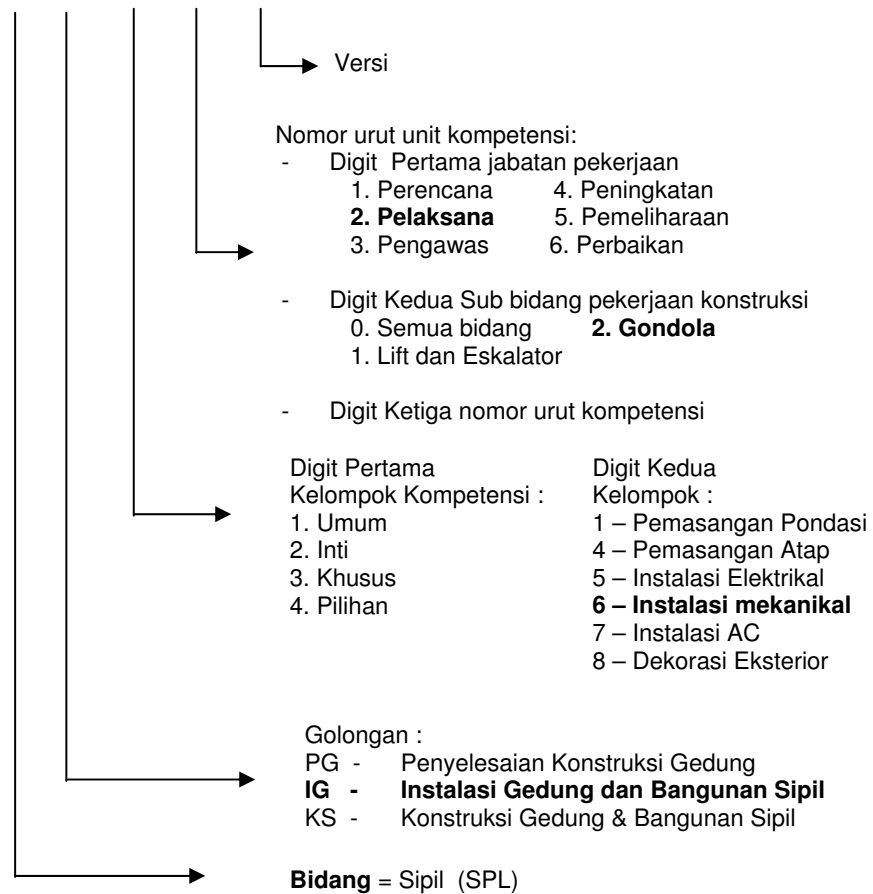 Versi
Nomor urut unit kompetensi:
- Digit Pertama jabatan pekerjaan
1. Perencana 4. Peningkatan
2. Pelaksana 5. Pemeliharaan
3. Pengawas 6. Perbaikan
- Digit Kedua Sub bidang pekerjaan konstruksi
0. Semua bidang 2. Gondola
1. Lift dan Eskalator
- Digit Ketiga nomor urut kompetensi
Digit Pertama Digit Kedua
Kelompok Kompetensi : Kelompok :
1. Umum 1 – Pemasangan Pondasi
2. Inti 4 – Pemasangan Atap
3. Khusus 5 – Instalasi Elektrikal
4. Pilihan 6 – Instalasi mekanikal
7 – Instalasi AC
8 – Dekorasi Eksterior
Golongan :
PG - Penyelesaian Konstruksi Gedung
IG - Instalasi Gedung dan Bangunan Sipil
KS - Konstruksi Gedung & Bangunan Sipil
Bidang = Sipil (SPL)